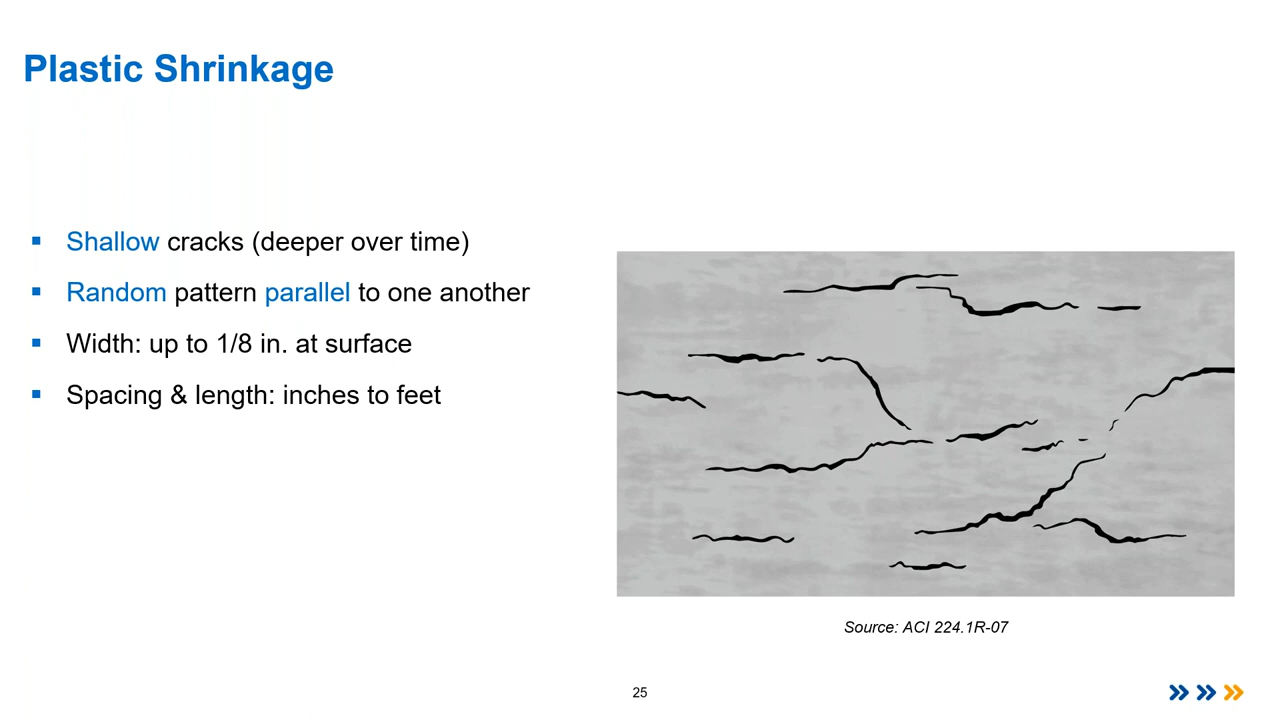 Plastic Shrinkage
▪ Shallow cracks (deeper over time)
▪ Random pattern parallel to one another
▪ Width: up to 1/8 in. at surface
▪ Spacing & length: inches to feet
Source: ACI 224.1R-07
25